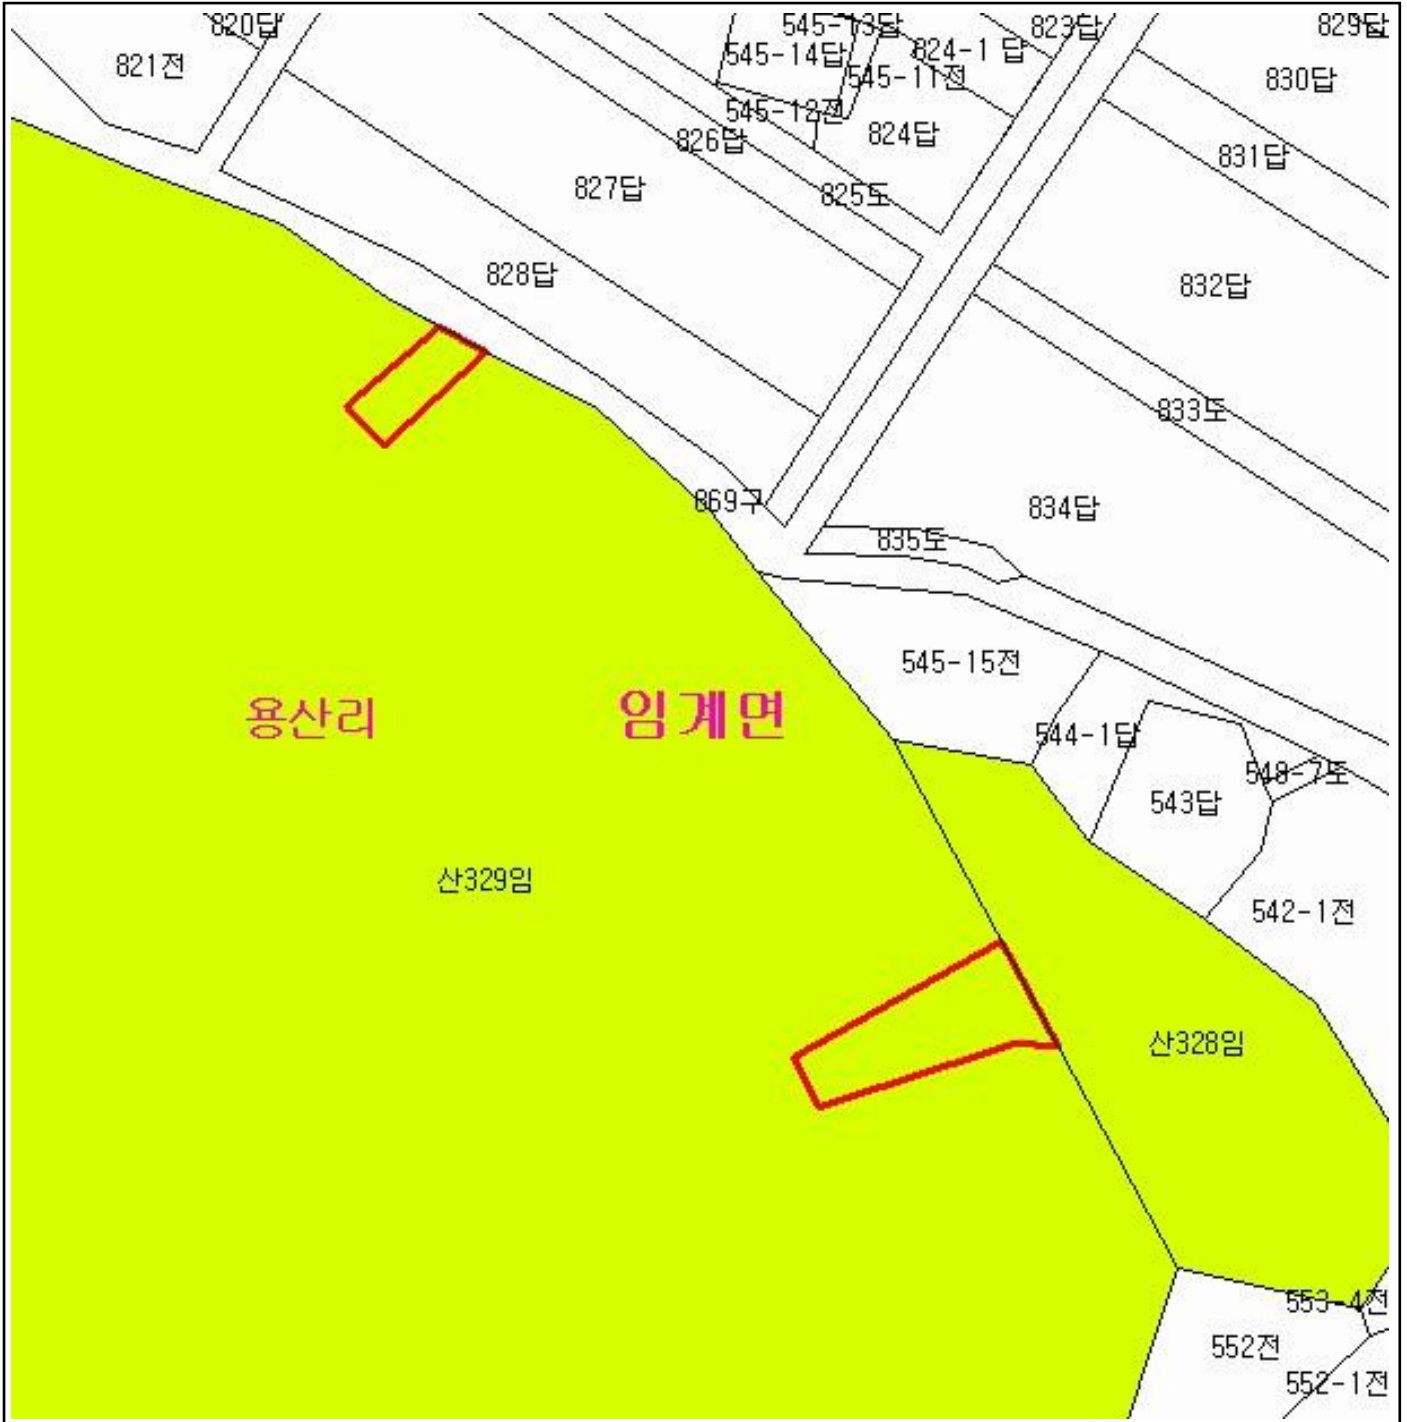 820답
545-13답
823답
829답
821전
545-14답
824-1 답
545-11전
830답
545-12전
826답
824답
831답
827답
825도
828답
832답
833도
869구
834답
835도
545-15전
용산리
임계면
544-1답
548-7도
543답
산329임
542-1전
산328임
553-4전
552전
552-1전